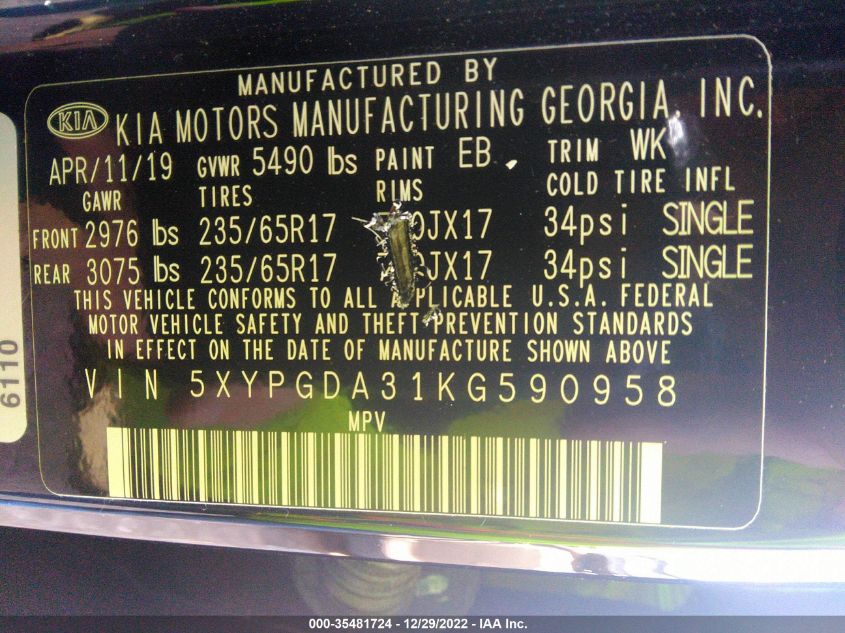 MANUFACTURED BY
KIA KIA MOTORS MANUFACTURING GEORGIA, INC.
APR/11/19 GVWR 5490 lbs PAINT EB TRIM WK
GAWR TIRES RIMS COLD TIRE INFL
FRONT 2976 lbs 235/65R17 JX17 34psi SINGLE
REAR 3075 lbs 235/65R17 JX17 34psi SINGLE
THIS VEHICLE CONFORMS TO ALL APPLICABLE U.S.A. FEDERAL
MOTOR VEHICLE SAFETY AND THEFT PREVENTION STANDARDS
IN EFFECT ON THE DATE OF MANUFACTURE SHOWN ABOVE
VIN 5XYPGDA31KG590958
MPV
6110
000-35481724 - 12/29/2022 - IAA Inc.